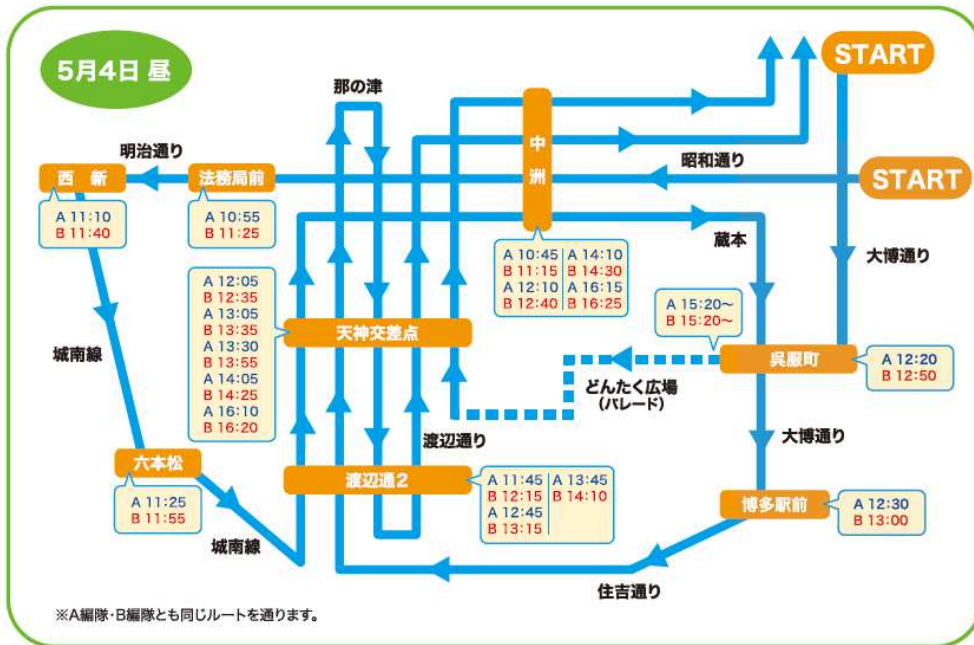 5月4日 昼
START
那の津
中洲
明治通り
昭和通り
西新
法務局前
START
A 11:10
B 11:40
A 10:55
B 11:25
蔵本
大博通り
A 10:45 A 14:10
B 11:15 B 14:30
A 12:10 A 16:15
B 12:40 B 16:25
A 12:05
B 12:35
A 13:05
B 13:35
A 13:30
B 13:55
A 14:05
B 14:25
A 16:10
B 16:20
天神交差点
A 15:20〜
B 15:20〜
呉服町
A 12:20
B 12:50
城南線
どんたく広場
(パレード)
渡辺通り
大博通り
六本松
A 11:25
B 11:55
渡辺通2
A 11:45 A 13:45
B 12:15 B 14:10
A 12:45
B 13:15
博多駅前
A 12:30
B 13:00
城南線
住吉通り
※A編隊・B編隊とも同じルートを通ります。